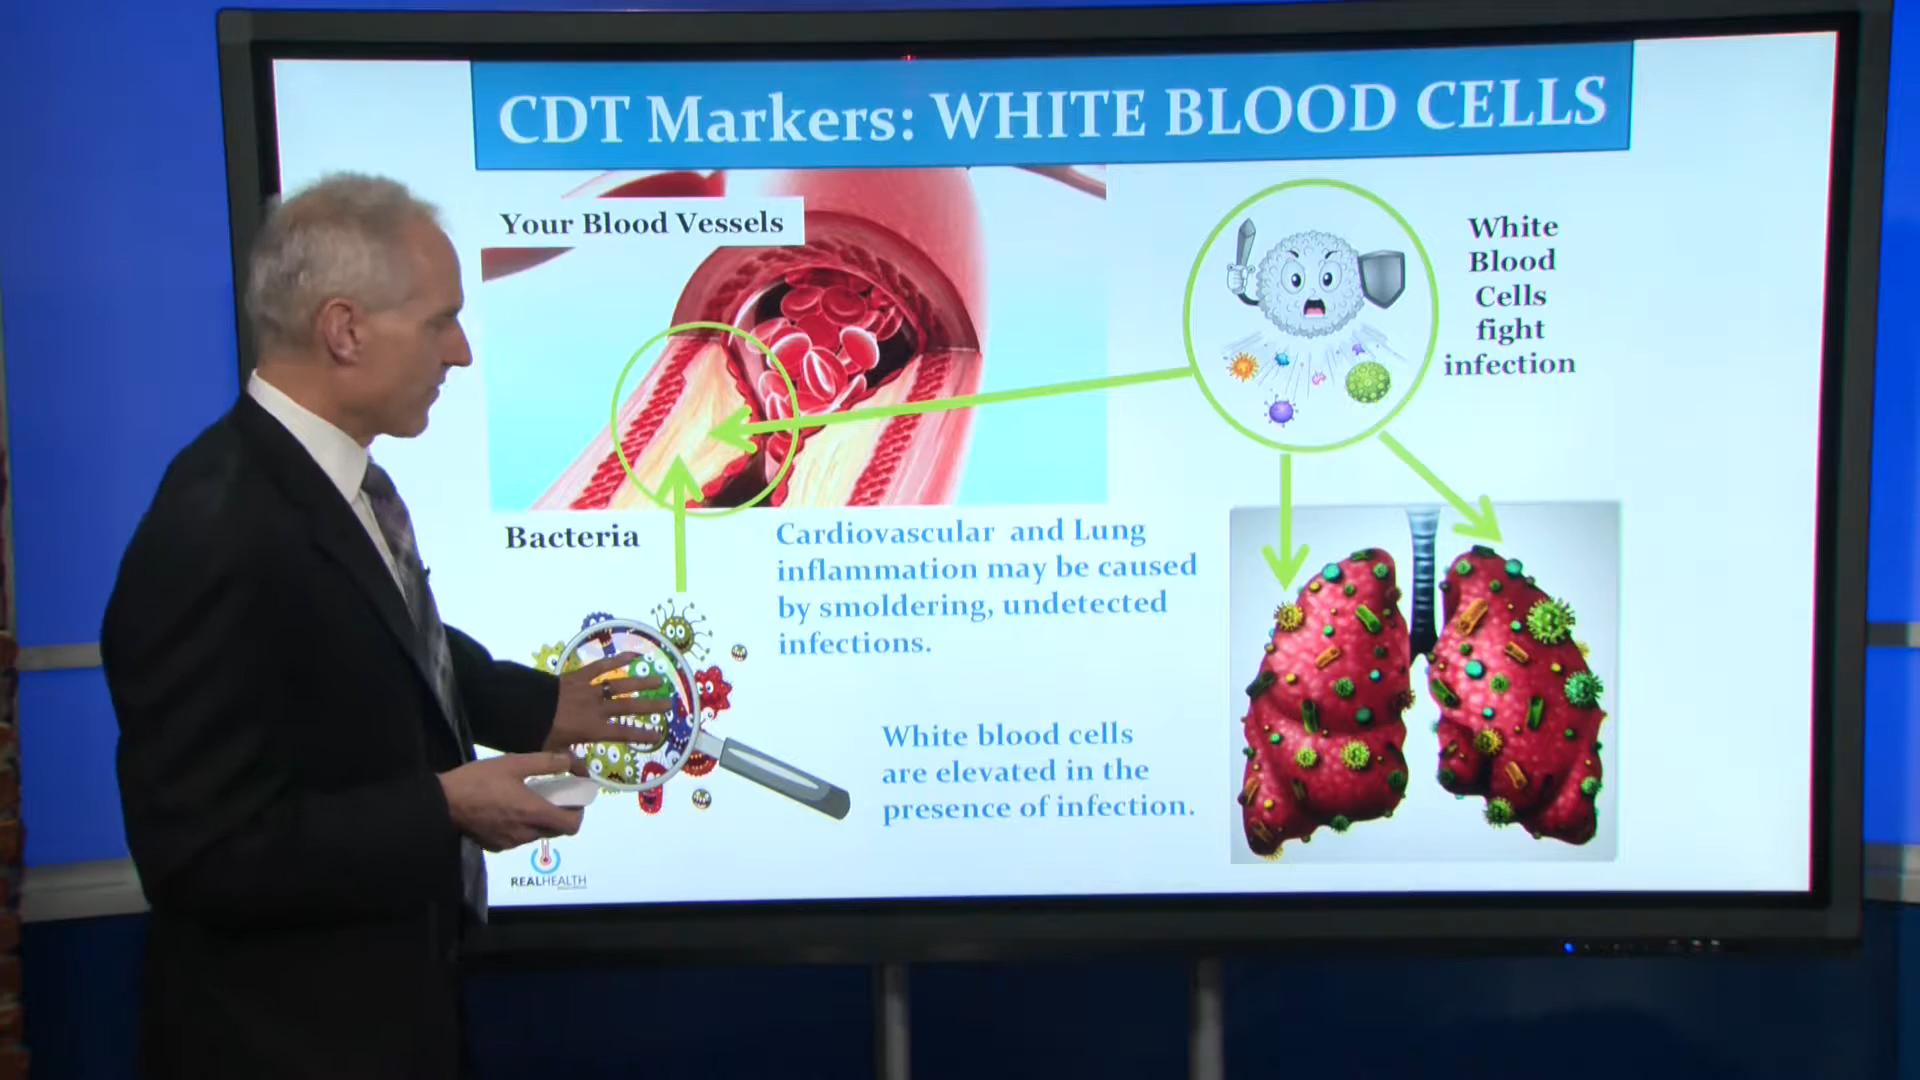 CDT Markers: WHITE BLOOD CELLS
Your Blood Vessels
White
Blood
Cells
fight
infection
Bacteria
Cardiovascular and Lung
inflammation may be caused
by smoldering, undetected
infections.
White blood cells
are elevated in the
presence of infection.
REALHEALTH